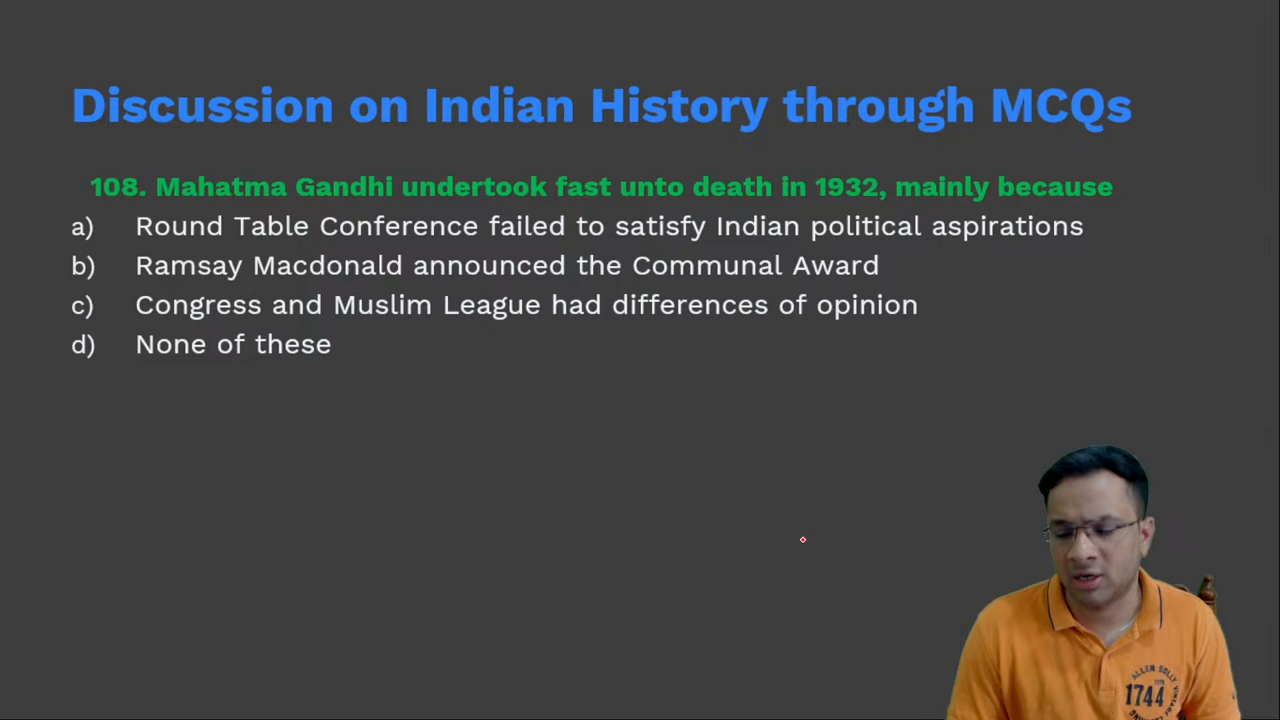 Discussion on Indian History through MCQs
108. Mahatma Gandhi undertook fast unto death in 1932, mainly because
a) Round Table Conference failed to satisfy Indian political aspirations
b) Ramsay Macdonald announced the Communal Award
c) Congress and Muslim League had differences of opinion
d) None of these
ALLEN SOLLY
1744